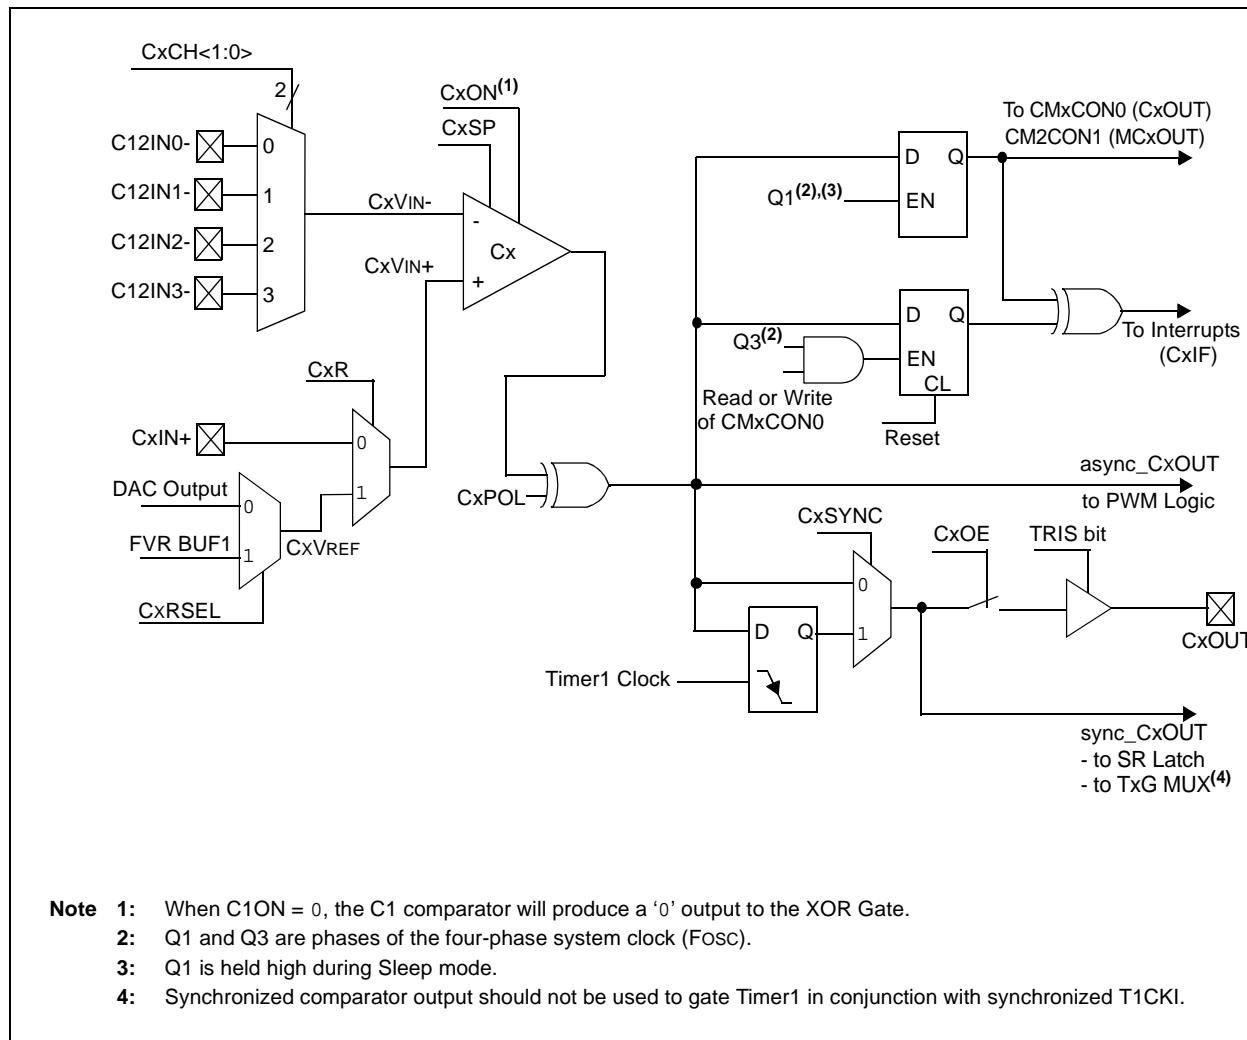 CxCH<1:0>
2
CxON(1)
CxSP
To CMxCON0 (CxOUT)
CM2CON1 (MCxOUT)
C12IN0-
0
C12IN1-
1
C12IN2-
2
C12IN3-
3
CxVIN-
-
Cx
CxVIN+
+
D Q
Q1(2),(3)
EN
D Q
Q3(2)
EN
CL
Read or Write
of CMxCON0
Reset
To Interrupts
(CxIF)
CxR
CxIN+
0
1
DAC Output
0
FVR BUF1
1
CxVREF
CxRSEL
CxPOL
async_CxOUT
to PWM Logic
CxSYNC
CxOE
TRIS bit
0
1
D Q
Timer1 Clock
CxOUT
sync_CxOUT
- to SR Latch
- to TxG MUX(4)
Note 1: When C1ON = 0, the C1 comparator will produce a ‘0’ output to the XOR Gate.
2: Q1 and Q3 are phases of the four-phase system clock (FOSC).
3: Q1 is held high during Sleep mode.
4: Synchronized comparator output should not be used to gate Timer1 in conjunction with synchronized T1CKI.